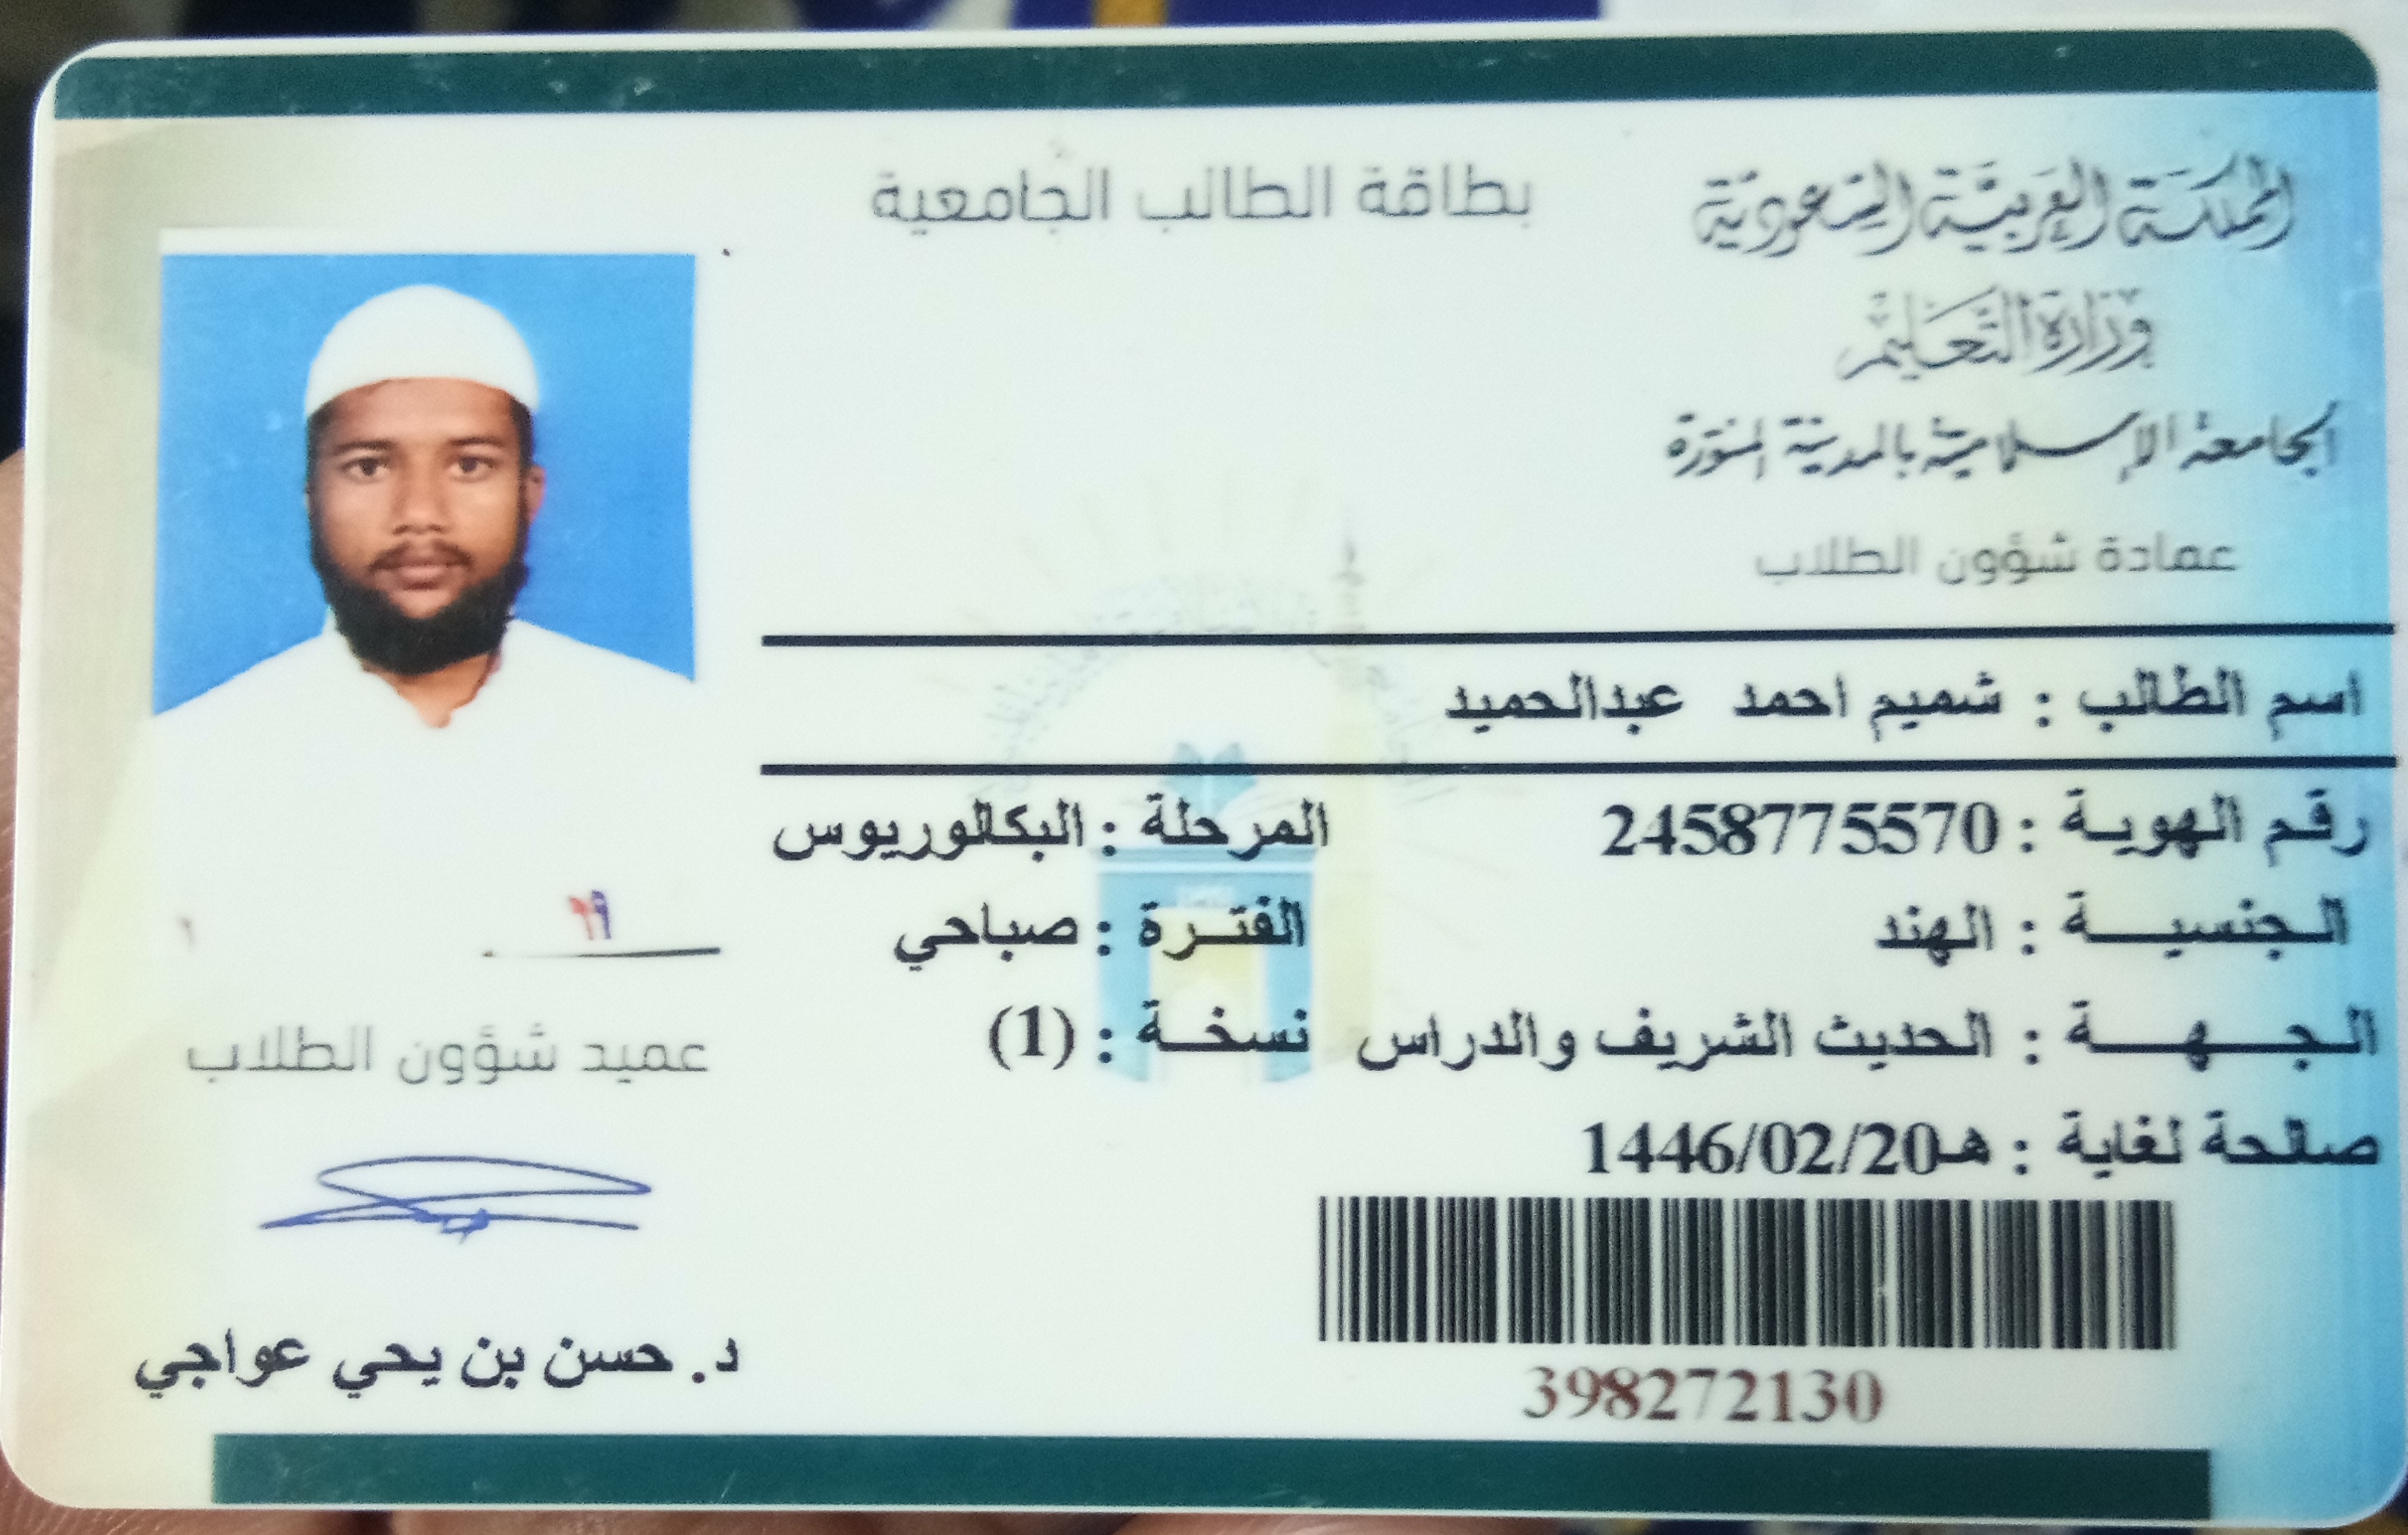 المملكة العربية السعودية
بطاقة الطالب الجامعية
وزارة التعليم
الجامعة الإسلامية بالمدينة المنورة
عمادة شؤون الطلاب
اسم الطالب : شميم احمد عبدالحميد
رقم الهوية : 2458775570
المرحلة : البكالوريوس
الجنسية : الهند
الفترة : صباحي
الجهة : الحديث الشريف والدراس
نسخة : (1)
صالحة لغاية : 1446/02/20هـ
398272130
عميد شؤون الطلاب
د. حسن بن يحي عواجي